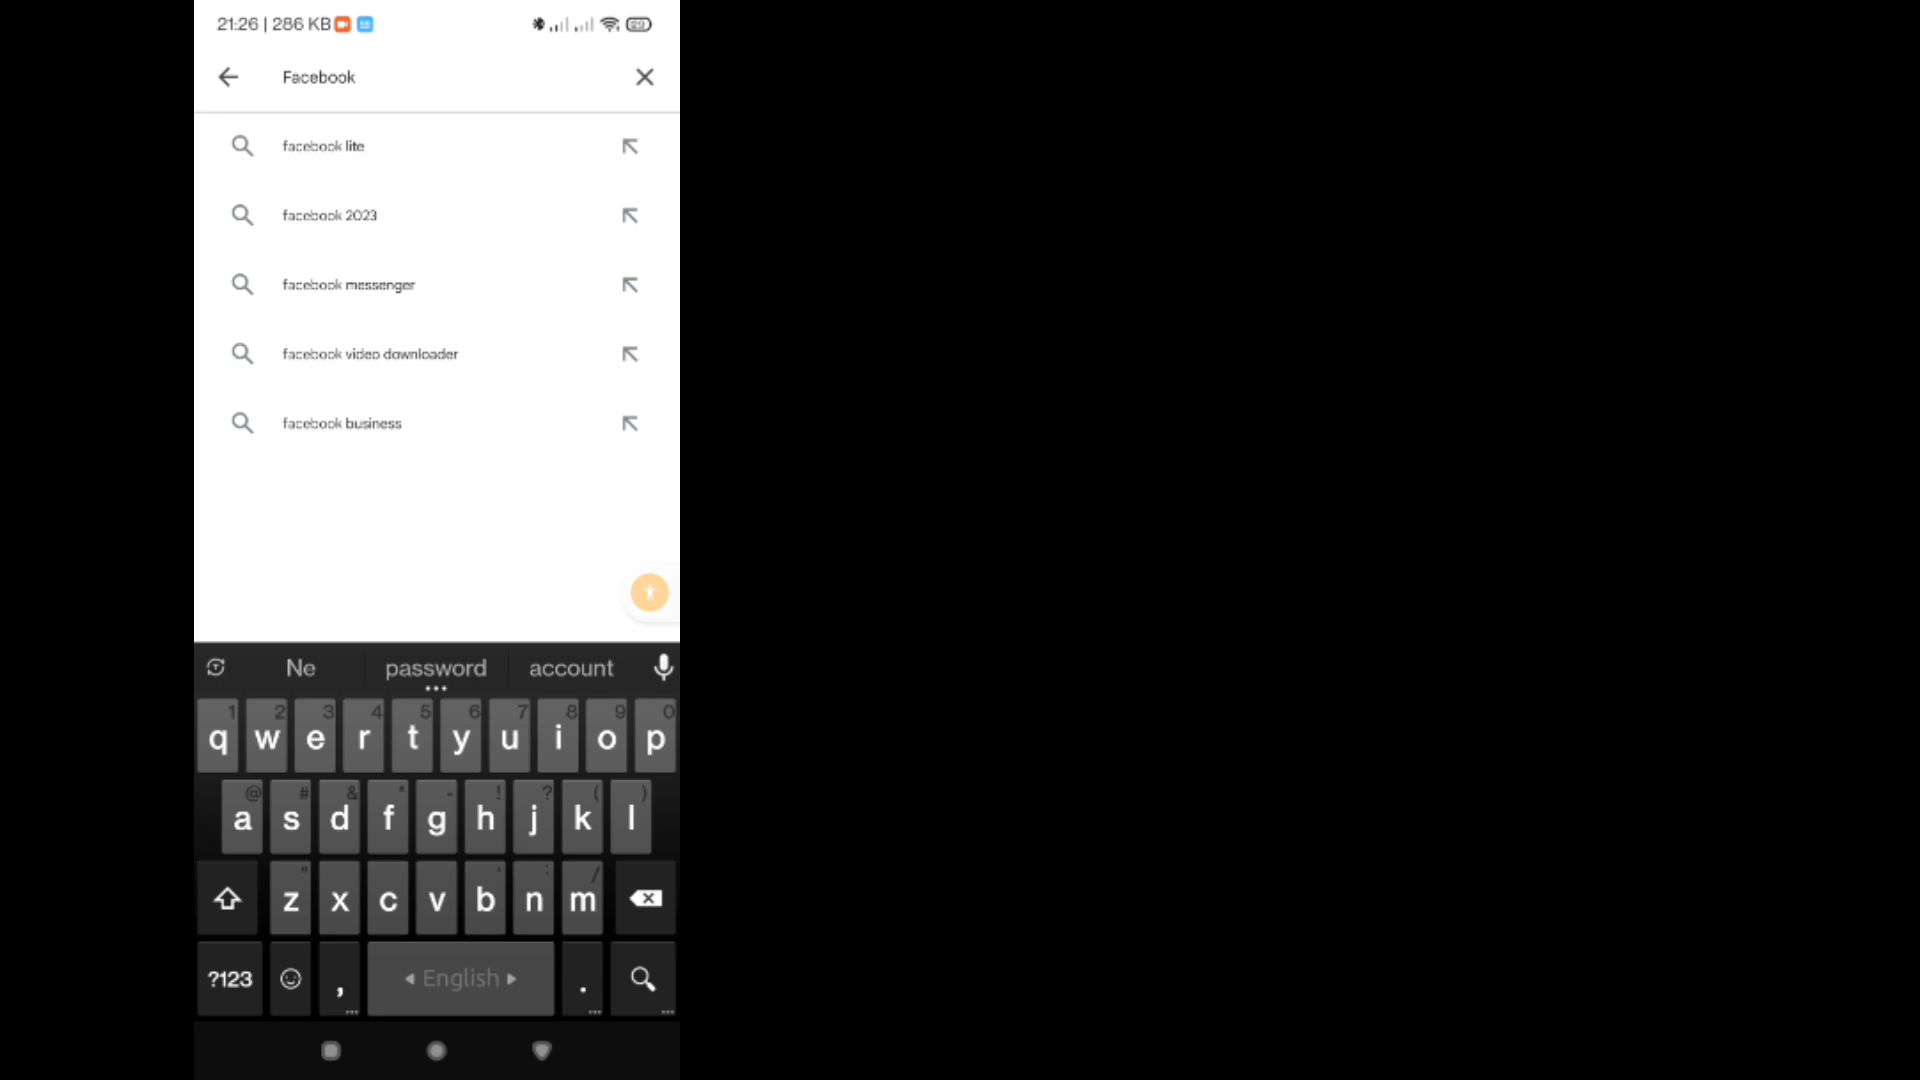 21:26 | 286 KB
Facebook
facebook lite
facebook 2023
facebook messenger
facebook video downloader
facebook business
Ne password account
1 2 3 4 5 6 7 8 9 0
q w e r t y u i o p
@ # & * - ! ? ( )
a s d f g h j k l
" ' : /
z x c v b n m
?123 , English .